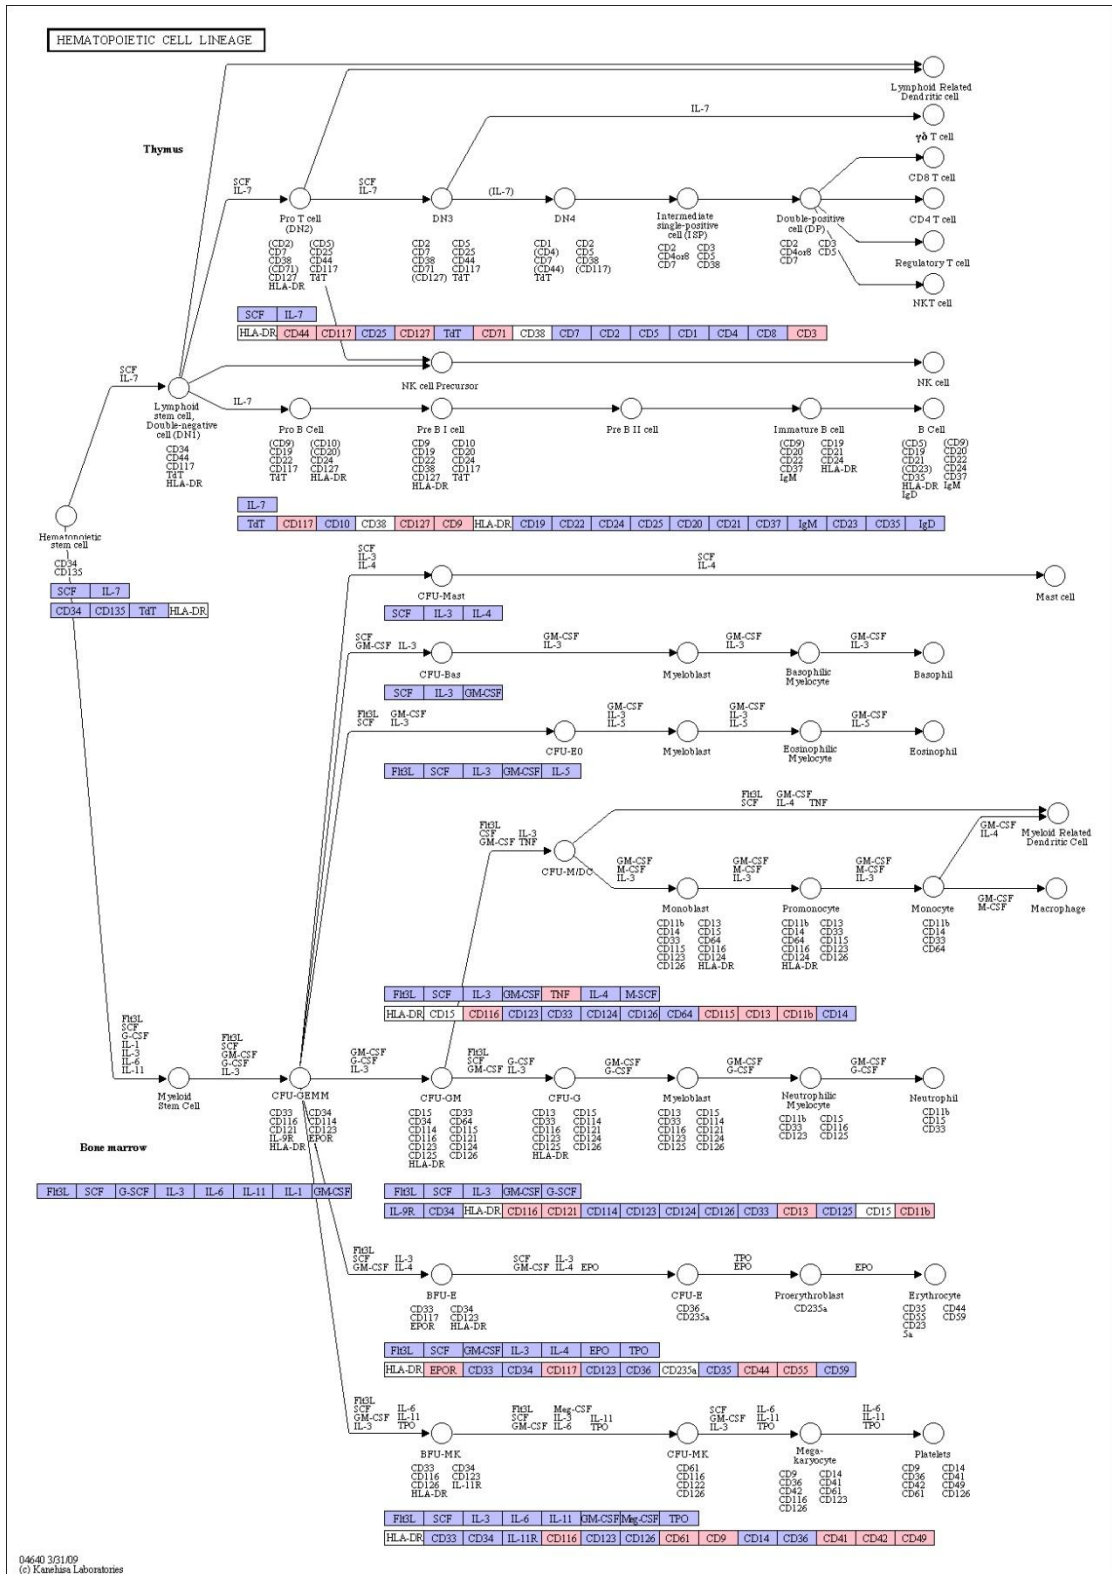 HEMATOPOIETIC CELL LINEAGE
Lymphoid Related
Dendritic cell
IL-7
γδ T cell
Thymus
CD8 T cell
SCF
IL-7
SCF
IL-7
(IL-7)
CD4 T cell
Pro T cell
(DN2)
DN3
DN4
Intermediate
single-positive
cell (ISP)
Double-positive
cell (DP)
Regulatory T cell
NKT cell
(CD2) (CD5)
CD7 CD25
CD38 CD44
(CD71) CD117
CD127 TdT
HLA-DR
CD2 CD5
CD7 CD25
CD38 CD44
CD71 CD117
(CD127) TdT
CD1 CD2
(CD4) CD5
CD7 CD38
(CD44) (CD117)
TdT
CD2 CD3
CD4or8 CD5
CD7 CD38
CD2 CD3
CD4or8 CD5
CD7
SCF IL-7
HLA-DR CD44 CD117 CD25 CD127 TdT CD71 CD38 CD7 CD2 CD5 CD1 CD4 CD8 CD3
SCF
IL-7
NK cell Precursor
NK cell
Lymphoid
stem cell,
Double-negative
cell (DN1)
IL-7
Pro B Cell
Pre B I cell
Pre B II cell
Immature B cell
B Cell
CD34
CD44
CD117
TdT
HLA-DR
(CD9) (CD10)
CD19 (CD20)
CD22 CD24
CD117 CD127
TdT HLA-DR
CD9 CD10
CD19 CD20
CD22 CD24
CD38 CD117
CD127 TdT
HLA-DR
(CD9) CD19
CD20 CD21
CD22 CD24
CD37 HLA-DR
IgM
(CD5) (CD9)
CD19 CD20
CD21 CD22
(CD23) CD24
CD35 CD37
HLA-DR IgM
IgD
IL-7
TdT CD117 CD10 CD38 CD127 CD9 HLA-DR CD19 CD22 CD24 CD25 CD20 CD21 CD37 IgM CD23 CD35 IgD
Hematopoietic
stem cell
CD34
CD135
SCF IL-7
CD34 CD135 TdT HLA-DR
SCF
IL-3
IL-4
SCF
IL-4
CFU-Mast
Mast cell
SCF IL-3 IL-4
SCF
GM-CSF IL-3
GM-CSF
IL-3
GM-CSF
IL-3
GM-CSF
IL-3
CFU-Bas
Myeloblast
Basophilic
Myelocyte
Basophil
SCF IL-3 GM-CSF
Flt3L GM-CSF
SCF IL-3
GM-CSF
IL-3
IL-5
GM-CSF
IL-3
IL-5
GM-CSF
IL-5
CFU-E0
Myeloblast
Eosinophilic
Myelocyte
Eosinophil
Flt3L SCF IL-3 GM-CSF IL-5
Flt3L GM-CSF
SCF IL-4 TNF
Flt3L
CSF IL-3
GM-CSF TNF
GM-CSF
IL-4
Myeloid Related
Dendritic Cell
CFU-M/DC
GM-CSF
M-CSF
IL-3
GM-CSF
M-CSF
IL-3
GM-CSF
M-CSF
IL-3
GM-CSF
M-CSF
Monoblast
Promonocyte
Monocyte
Macrophage
CD11b CD13
CD14 CD15
CD33 CD64
CD115 CD116
CD123 CD124
CD126 HLA-DR
CD11b CD13
CD14 CD33
CD64 CD115
CD116 CD123
CD124 CD126
HLA-DR
CD11b
CD14
CD33
CD64
Flt3L SCF IL-3 GM-CSF TNF IL-4 M-SCF
HLA-DR CD15 CD116 CD123 CD33 CD124 CD126 CD64 CD115 CD13 CD11b CD14
Flt3L
SCF
G-CSF
IL-1
IL-3
IL-6
IL-11
Flt3L
SCF
GM-CSF
G-CSF
IL-3
GM-CSF
G-CSF
IL-3
Flt3L
SCF G-CSF
GM-CSF IL-3
GM-CSF
G-CSF
GM-CSF
G-CSF
GM-CSF
G-CSF
Myeloid
Stem Cell
CFU-GEMM
CFU-GM
CFU-G
Myeloblast
Neutrophilic
Myelocyte
Neutrophil
CD33 CD34
CD116 CD114
CD121 CD123
IL-9R EPOR
HLA-DR
CD15 CD33
CD34 CD64
CD114 CD115
CD116 CD121
CD123 CD124
CD125 CD126
HLA-DR
CD13 CD15
CD33 CD114
CD116 CD121
CD123 CD124
CD125 CD126
HLA-DR
CD13 CD15
CD33 CD114
CD116 CD121
CD123 CD124
CD125 CD126
CD11b CD15
CD33 CD116
CD123 CD125
CD11b
CD15
CD33
Bone marrow
Flt3L SCF G-SCF IL-3 IL-6 IL-11 IL-1 GM-CSF
Flt3L SCF IL-3 GM-CSF G-SCF
IL-9R CD34 HLA-DR CD116 CD121 CD114 CD123 CD124 CD126 CD33 CD13 CD125 CD15 CD11b
Flt3L
SCF IL-3
GM-CSF IL-4
SCF IL-3
GM-CSF IL-4 EPO
TPO
EPO
EPO
BFU-E
CFU-E
Proerythroblast
Erythrocyte
CD33 CD34
CD117 CD123
EPOR HLA-DR
CD36
CD235a
CD235a
CD35 CD44
CD55 CD59
CD23
5a
Flt3L SCF GM-CSF IL-3 IL-4 EPO TPO
HLA-DR EPOR CD33 CD34 CD117 CD123 CD36 CD235a CD35 CD44 CD55 CD59
Flt3L
SCF IL-6
GM-CSF IL-11
IL-3 TPO
Flt3L Meg-CSF
SCF IL-3 IL-11
GM-CSF IL-6 TPO
SCF IL-6
GM-CSF IL-11
IL-3 TPO
IL-6
IL-11
TPO
BFU-MK
CFU-MK
Mega-
karyocyte
Platelets
CD33 CD34
CD116 CD123
CD126 IL-11R
HLA-DR
CD61
CD116
CD122
CD126
CD9 CD14
CD36 CD41
CD42 CD61
CD116 CD123
CD126
CD9 CD14
CD36 CD41
CD42 CD49
CD61 CD126
Flt3L SCF IL-3 IL-6 IL-11 GM-CSF Meg-CSF TPO
HLA-DR CD33 CD34 IL-11R CD116 CD123 CD126 CD61 CD9 CD14 CD36 CD41 CD42 CD49
04640 3/31/09
(c) Kanehisa Laboratories